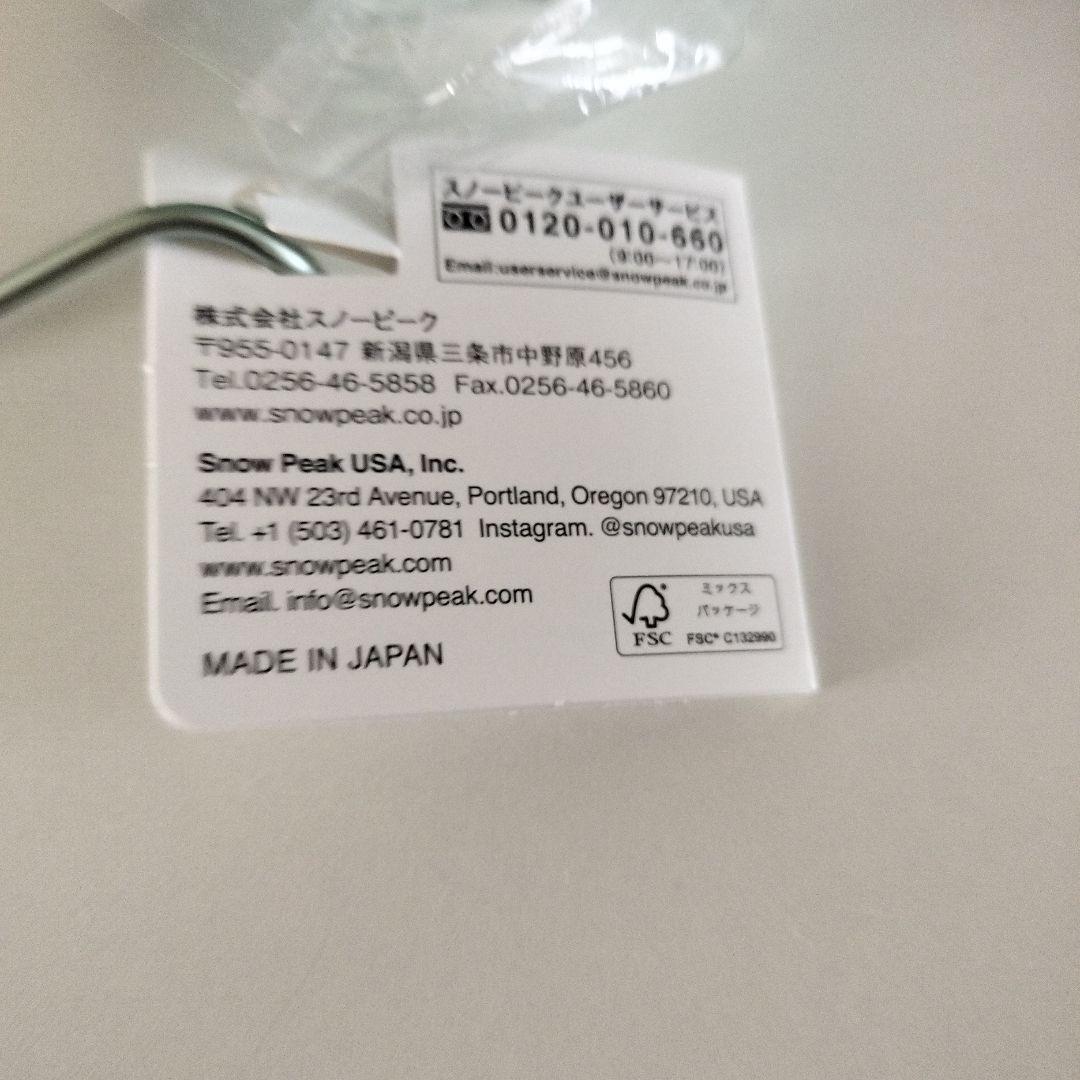 スノーピークユーザーサービス
0120-010-660
(9:00〜17:00)
Email:userservice@snowpeak.co.jp
株式会社スノーピーク
〒955-0147 新潟県三条市中野原456
Tel.0256-46-5858 Fax.0256-46-5860
www.snowpeak.co.jp
Snow Peak USA, Inc.
404 NW 23rd Avenue, Portland, Oregon 97210, USA
Tel. +1 (503) 461-0781 Instagram. @snowpeakusa
www.snowpeak.com
Email. info@snowpeak.com
MADE IN JAPAN
ミックス
パッケージ
FSC FSC® C132990